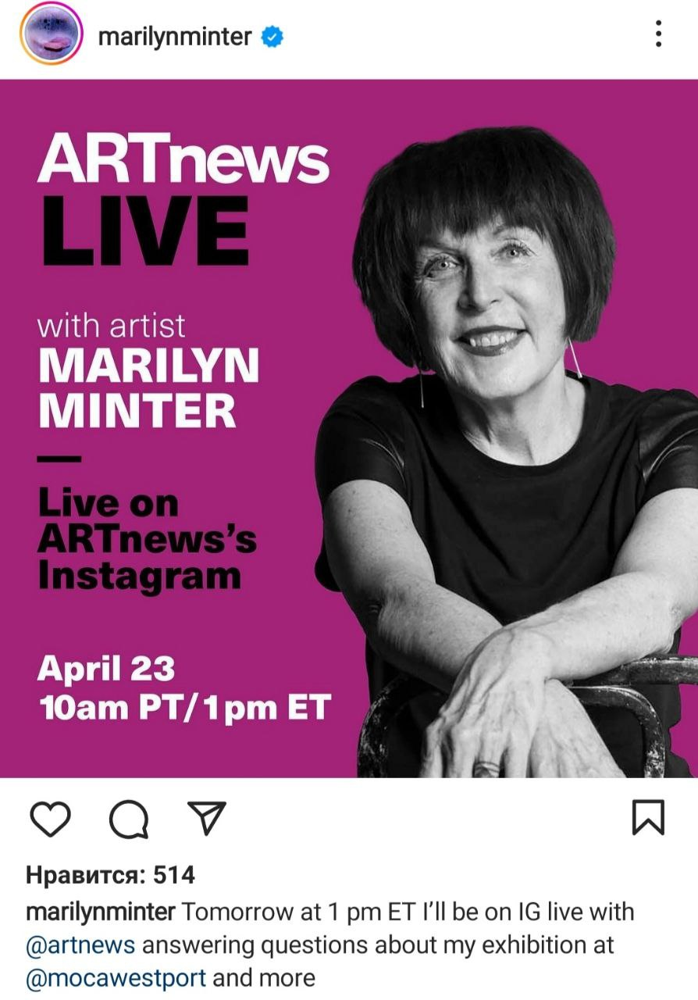 marilynminter
ARTnews
LIVE
with artist
MARILYN
MINTER
Live on
ARTnews’s
Instagram
April 23
10am PT/1pm ET
Нравится: 514
marilynminter Tomorrow at 1 pm ET I’ll be on IG live with
@artnews answering questions about my exhibition at
@mocawestport and more